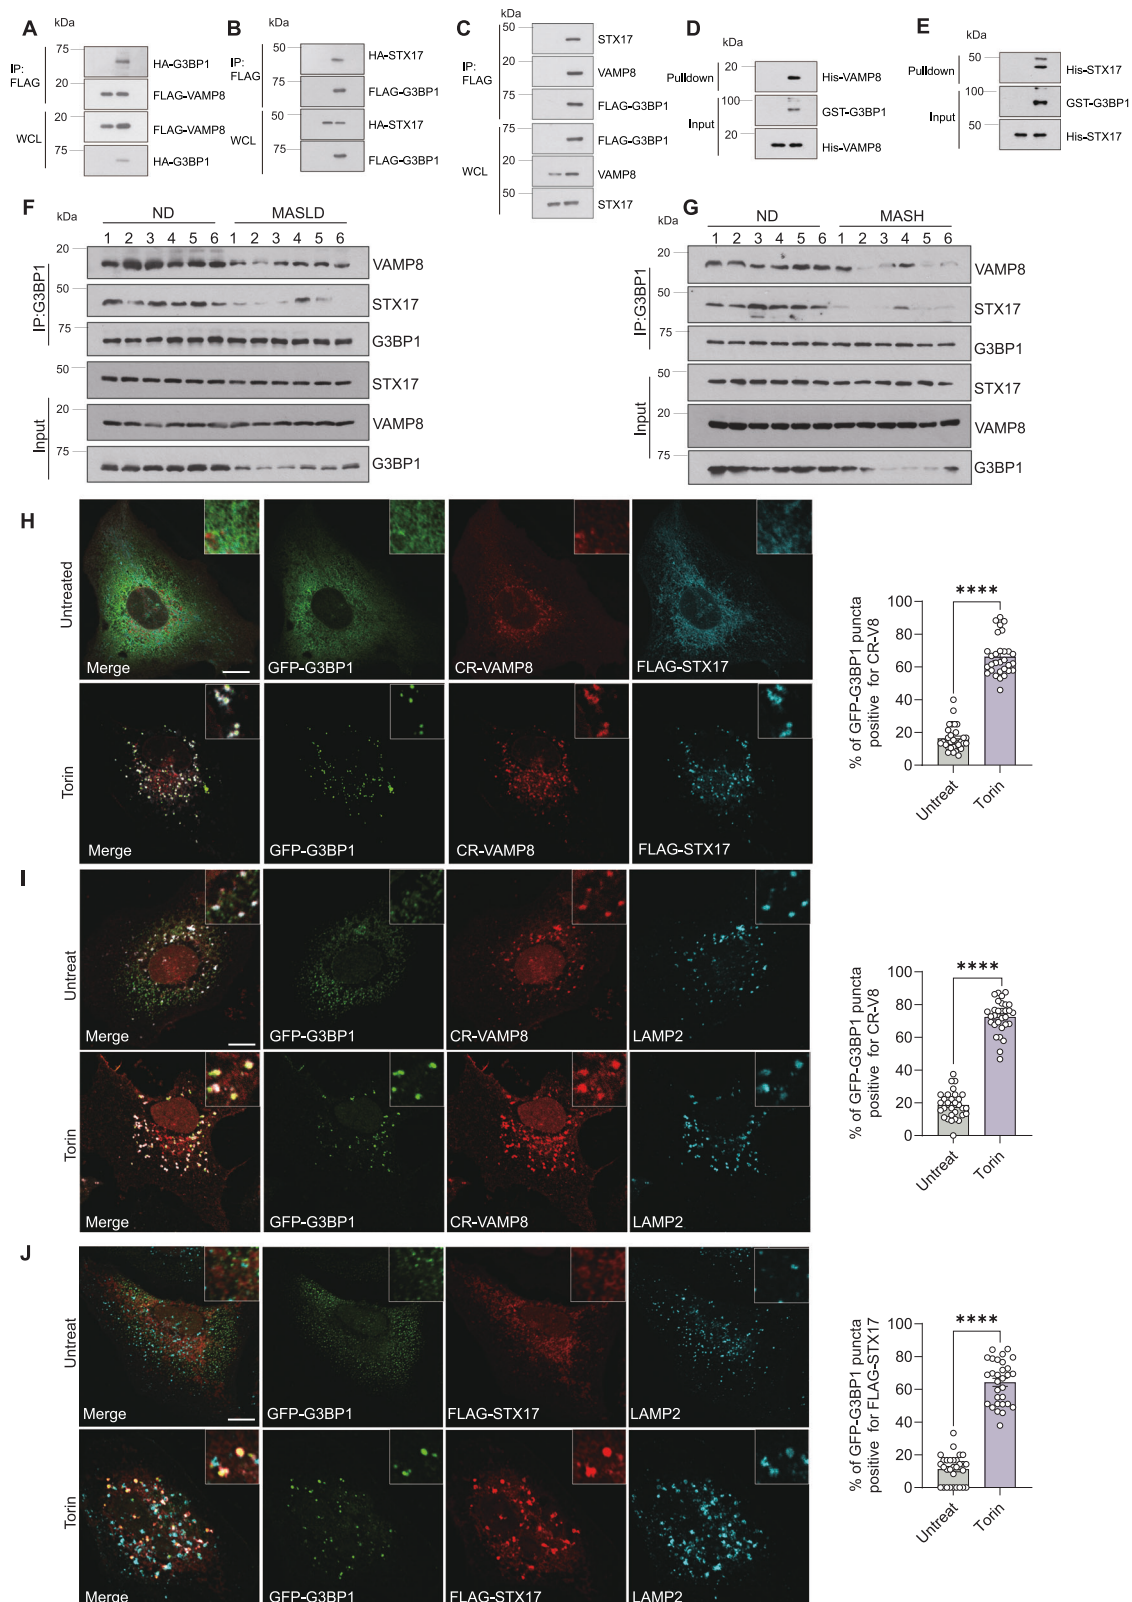 A
kDa
75
IP: FLAG
HA-G3BP1
20
FLAG-VAMP8
20
WCL
FLAG-VAMP8
75
HA-G3BP1
B
kDa
50
IP: FLAG
HA-STX17
75
FLAG-G3BP1
50
WCL
HA-STX17
75
FLAG-G3BP1
C
kDa
50
IP: FLAG
STX17
20
VAMP8
75
FLAG-G3BP1
75
FLAG-G3BP1
20
WCL
VAMP8
50
STX17
D
kDa
20
Pulldown
His-VAMP8
100
Input
GST-G3BP1
20
His-VAMP8
E
kDa
50
Pulldown
His-STX17
100
Input
GST-G3BP1
50
His-STX17
F
kDa
ND
MASLD
1 2 3 4 5 6 1 2 3 4 5 6
20
IP:G3BP1
VAMP8
50
STX17
75
G3BP1
50
STX17
20
Input
VAMP8
75
G3BP1
G
kDa
ND
MASH
1 2 3 4 5 6 1 2 3 4 5 6
20
IP:G3BP1
VAMP8
50
STX17
75
G3BP1
50
STX17
20
Input
VAMP8
75
G3BP1
H
Untreated
Merge
GFP-G3BP1
CR-VAMP8
FLAG-STX17
Torin
Merge
GFP-G3BP1
CR-VAMP8
FLAG-STX17
% of GFP-G3BP1 puncta
positive for CR-V8
****
100
80
60
40
20
0
Untreat
Torin
I
Untreat
Merge
GFP-G3BP1
CR-VAMP8
LAMP2
Torin
Merge
GFP-G3BP1
CR-VAMP8
LAMP2
% of GFP-G3BP1 puncta
positive for CR-V8
****
100
80
60
40
20
0
Untreat
Torin
J
Untreat
Merge
GFP-G3BP1
FLAG-STX17
LAMP2
Torin
Merge
GFP-G3BP1
FLAG-STX17
LAMP2
% of GFP-G3BP1 puncta
positive for FLAG-STX17
****
100
80
60
40
20
0
Untreat
Torin